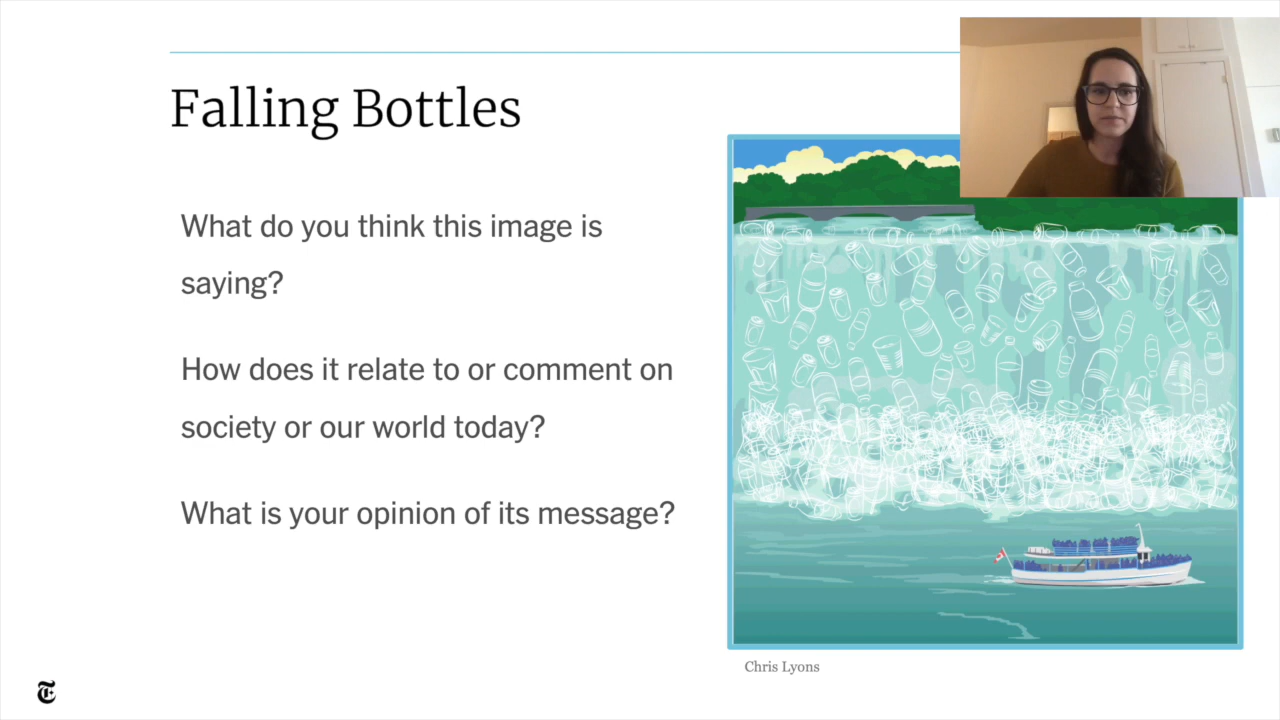 Falling Bottles
What do you think this image is
saying?
How does it relate to or comment on
society or our world today?
What is your opinion of its message?
Chris Lyons
T